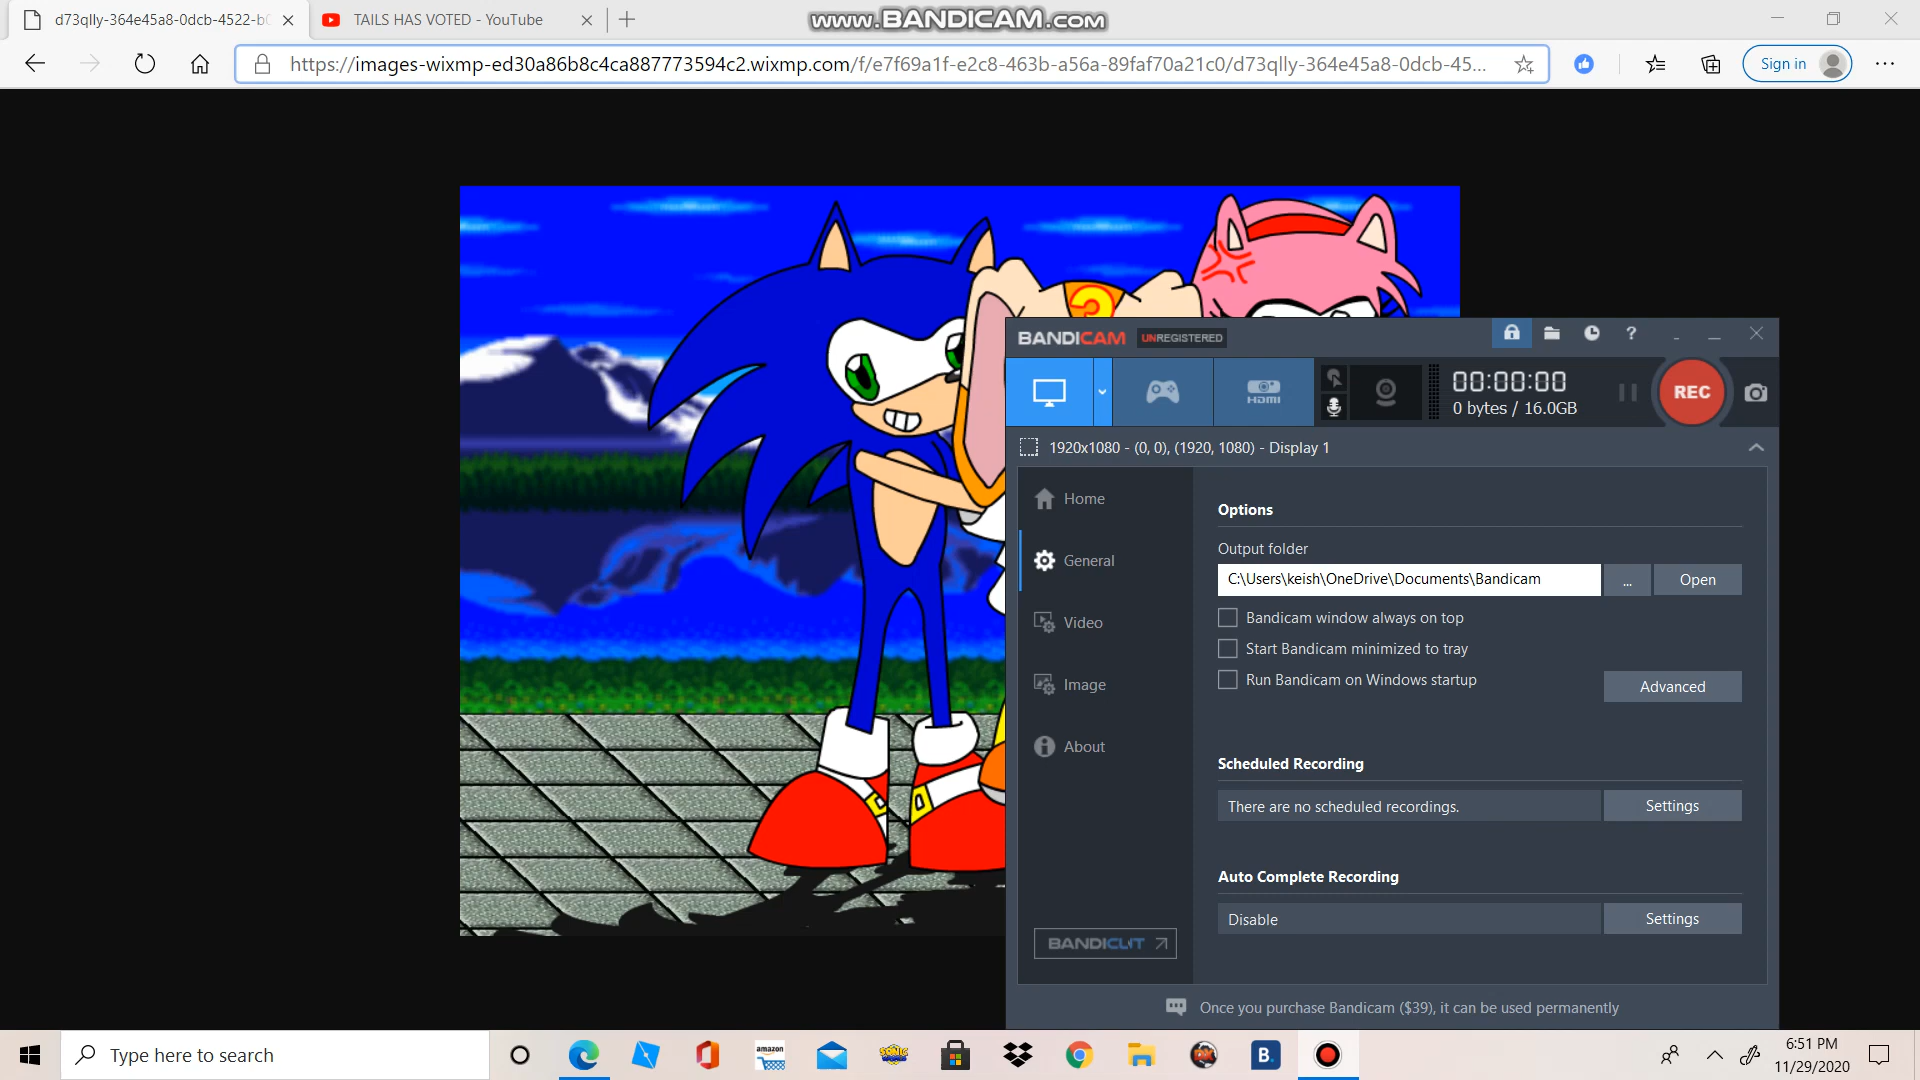 d73qlly-364e45a8-0dcb-4522-b0
TAILS HAS VOTED - YouTube
www.BANDICAM.com
https://images-wixmp-ed30a86b8c4ca887773594c2.wixmp.com/f/e7f69a1f-e2c8-463b-a56a-89faf70a21c0/d73qlly-364e45a8-0dcb-45...
Sign in
BANDICAM UNREGISTERED
?
HDMI
00:00:00
0 bytes / 16.0GB
REC
1920x1080 - (0, 0), (1920, 1080) - Display 1
Home
General
Video
Image
About
BANDICUT
Options
Output folder
C:\Users\keish\OneDrive\Documents\Bandicam
...
Open
Bandicam window always on top
Start Bandicam minimized to tray
Run Bandicam on Windows startup
Advanced
Scheduled Recording
There are no scheduled recordings.
Settings
Auto Complete Recording
Disable
Settings
Once you purchase Bandicam ($39), it can be used permanently
Type here to search
amazon
SONIC
B.
6:51 PM
11/29/2020